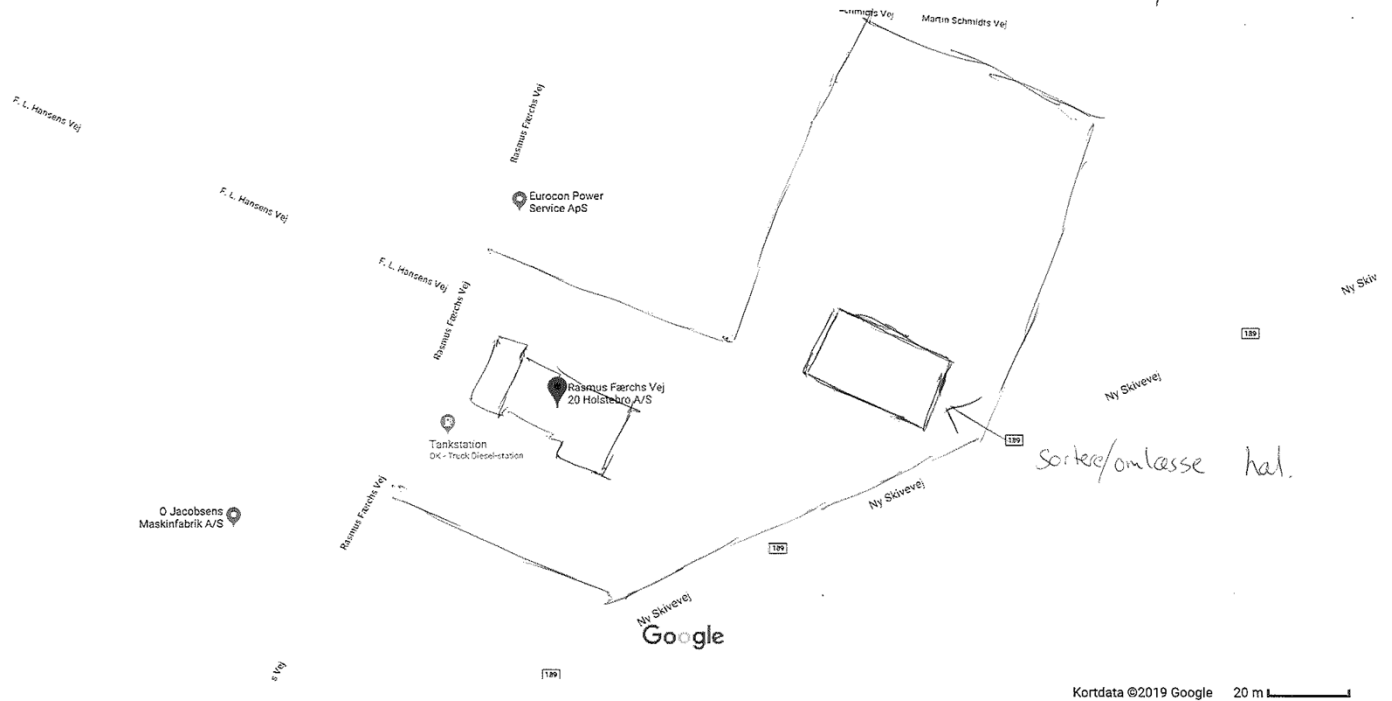 Martin Schmidts Vej
F. L. Hansens Vej
Rasmus Færchs Vej
F. L. Hansens Vej
Eurocon Power
Service ApS
F. L. Hansens Vej
Rasmus Færchs Vej
Ny Skiv
189
Ny Skivevej
Rasmus Færchs Vej
20 Holstebro A/S
Tankstation
OK - Truck Diesel-station
189
Sortere/omlæsse hal.
Ny Skivevej
O Jacobsens
Maskinfabrik A/S
Rasmus Færchs Vej
189
Ny Skivevej
Google
s Vej
189
Kortdata ©2019 Google 20 m